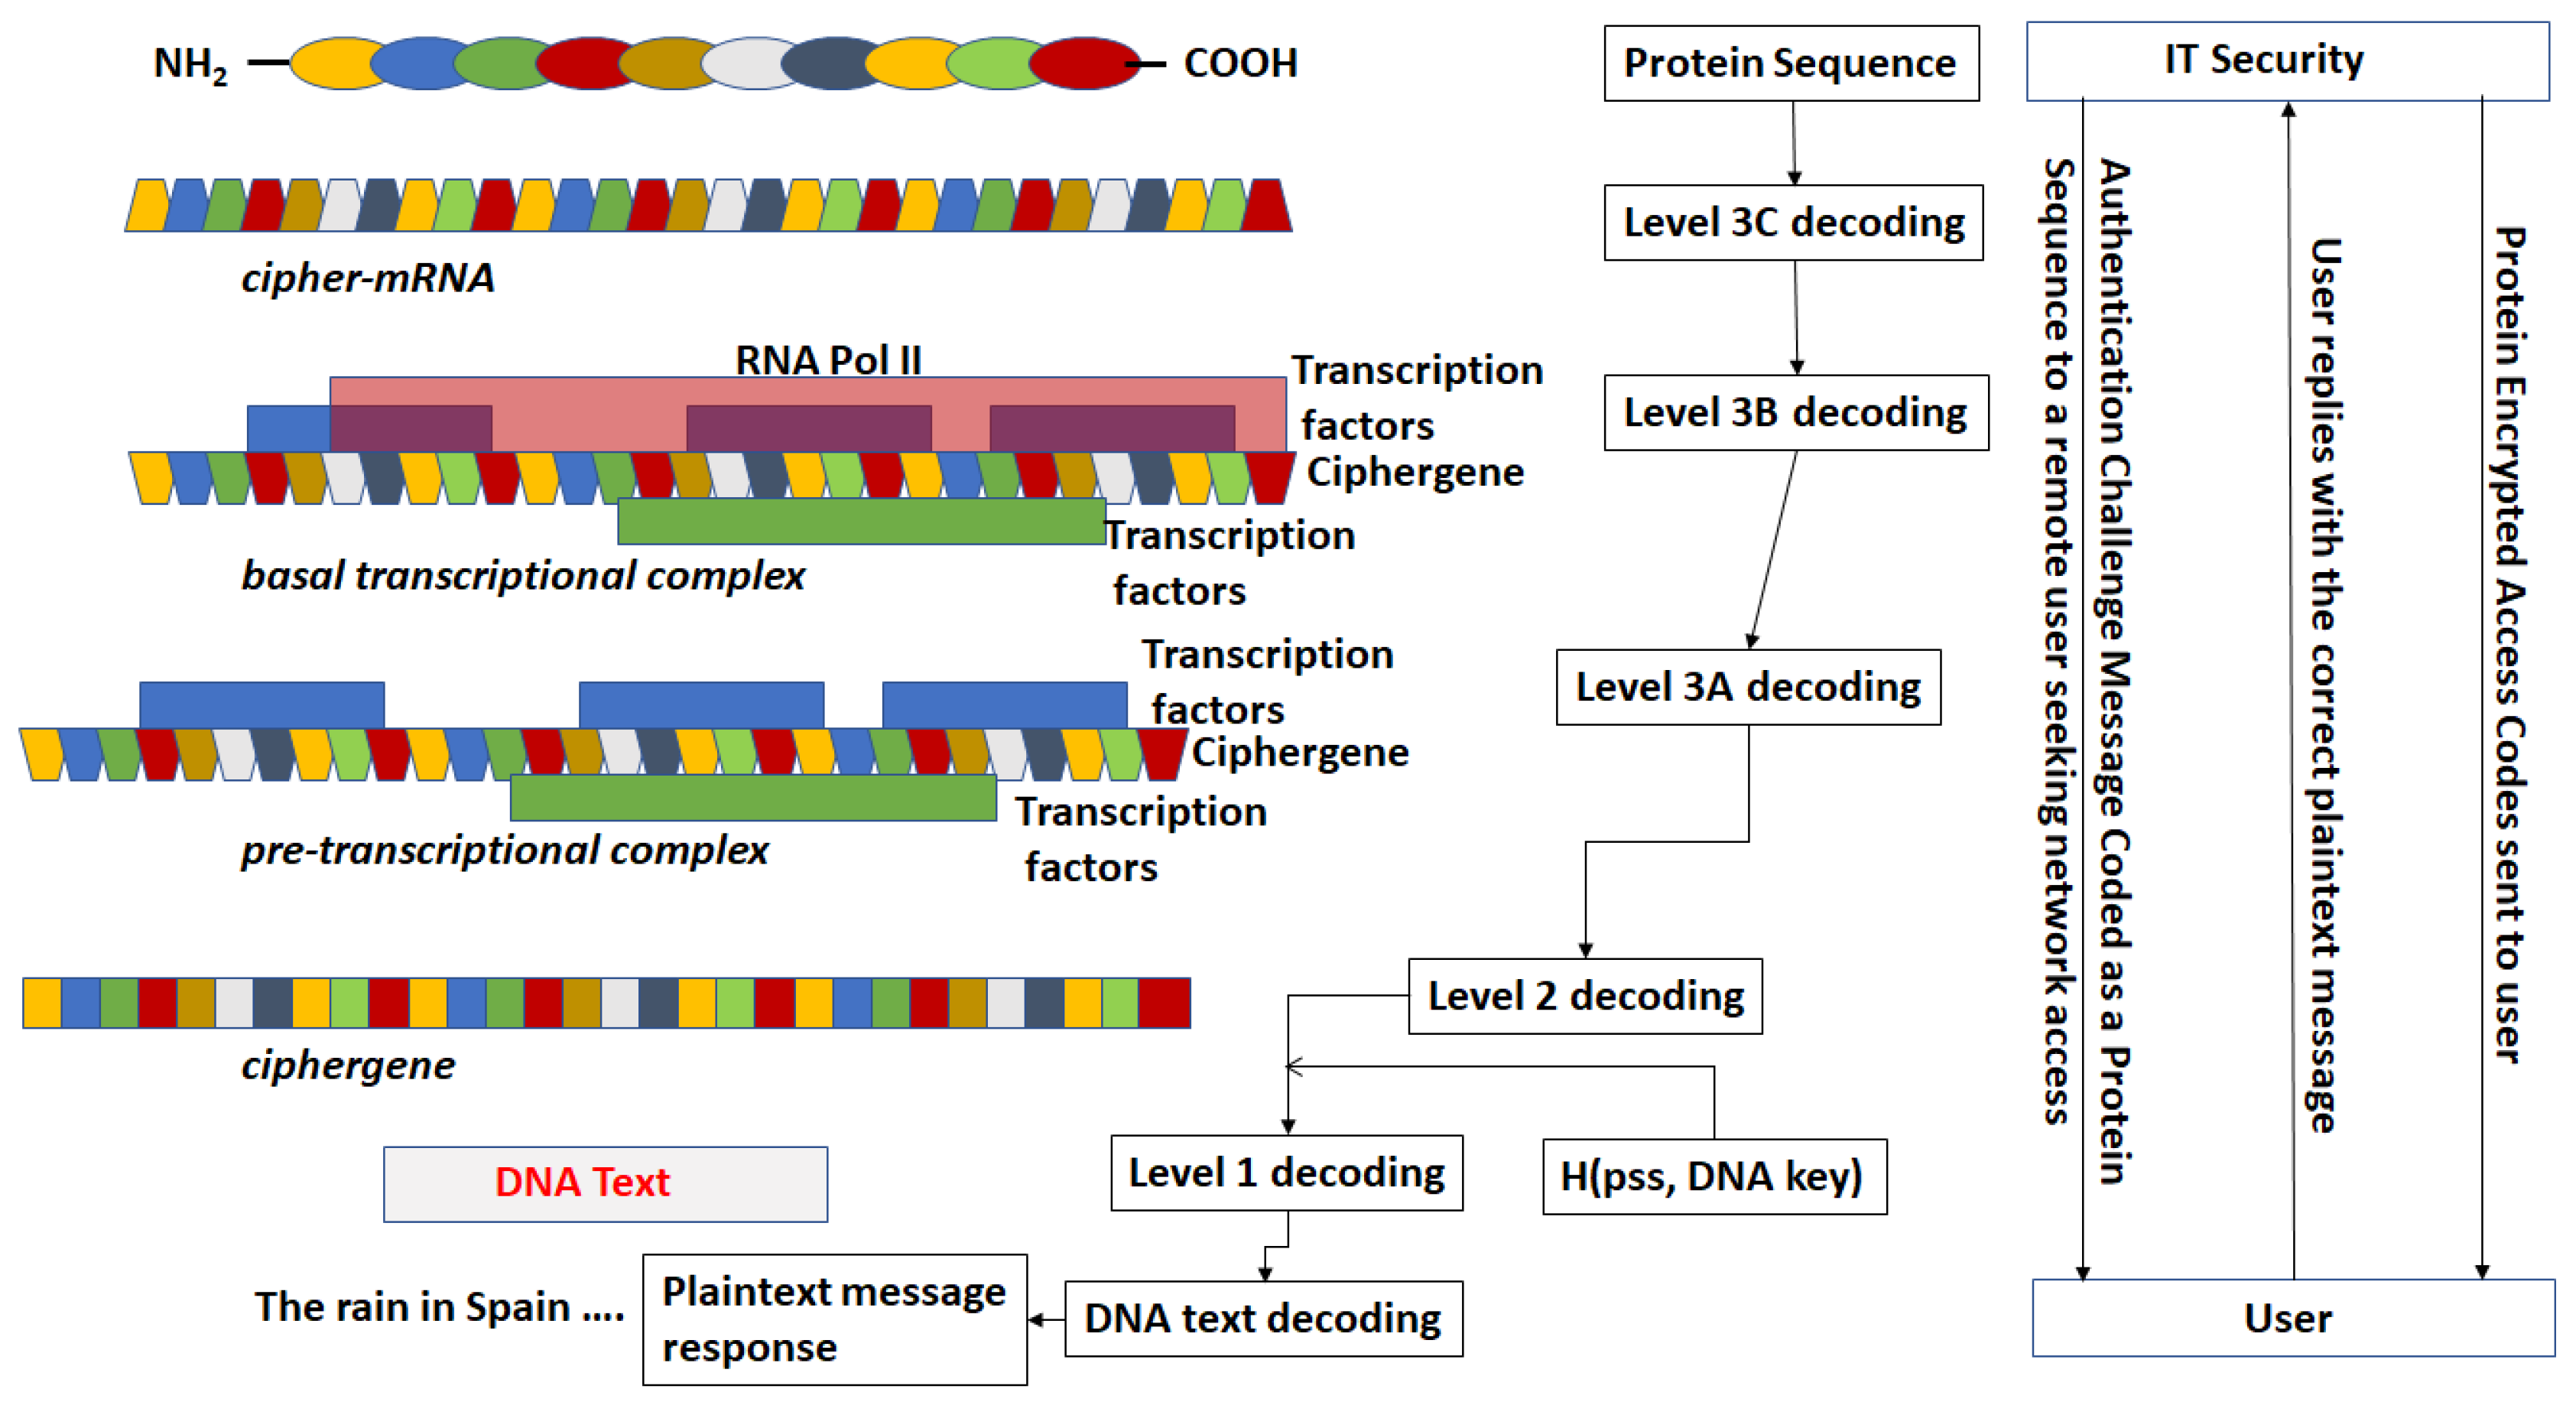 NH2
COOH
cipher-mRNA
RNA Pol II
Transcription
factors
Ciphergene
Transcription
factors
basal transcriptional complex
Transcription
factors
Ciphergene
Transcription
factors
pre-transcriptional complex
ciphergene
DNA Text
The rain in Spain ....
Plaintext message
response
Protein Sequence
Level 3C decoding
Level 3B decoding
Level 3A decoding
Level 2 decoding
Level 1 decoding
H(pss, DNA key)
DNA text decoding
IT Security
Authentication Challenge Message Coded as a Protein
Sequence to a remote user seeking network access
User replies with the correct plaintext message
Protein Encrypted Access Codes sent to user
User